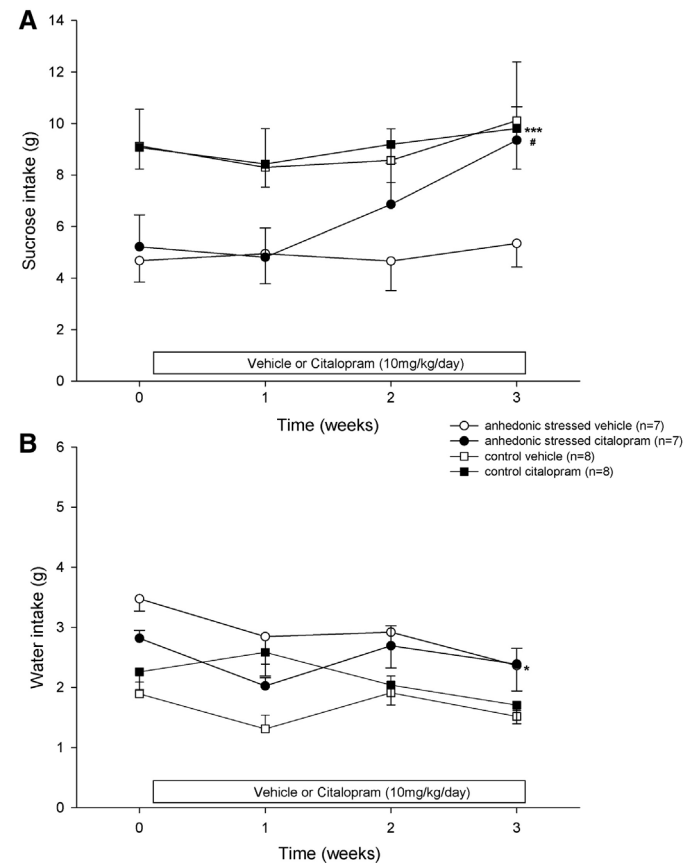 A
14
12
10
8
6
4
2
0
Sucrose intake (g)
***
#
Vehicle or Citalopram (10mg/kg/day)
0 1 2 3
Time (weeks)
anhedonic stressed vehicle (n=7)
anhedonic stressed citalopram (n=7)
control vehicle (n=8)
control citalopram (n=8)
B
6
5
4
3
2
1
0
Water intake (g)
*
Vehicle or Citalopram (10mg/kg/day)
0 1 2 3
Time (weeks)